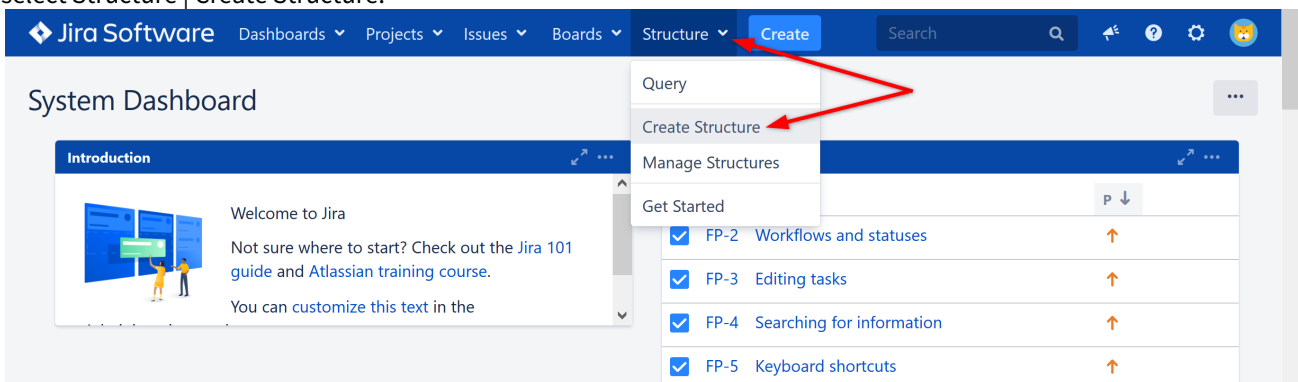 select Structure | Create Structure.
Jira Software Dashboards Projects Issues Boards Structure Create Search
Query
System Dashboard
Create Structure
Introduction
Manage Structures
Get Started
P
Welcome to Jira
Not sure where to start? Check out the Jira 101
guide and Atlassian training course.
You can customize this text in the
FP-2 Workflows and statuses
FP-3 Editing tasks
FP-4 Searching for information
FP-5 Keyboard shortcuts